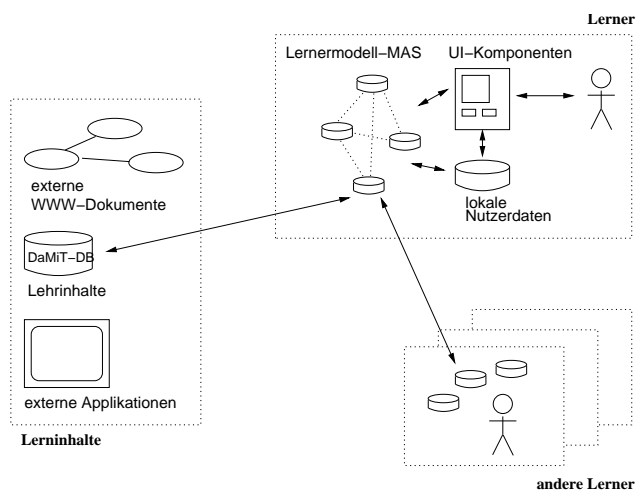 Lerner
Lernermodell−MAS
UI−Komponenten
lokale
Nutzerdaten
externe
WWW−Dokumente
DaMiT−DB
Lehrinhalte
externe Applikationen
Lerninhalte
andere Lerner